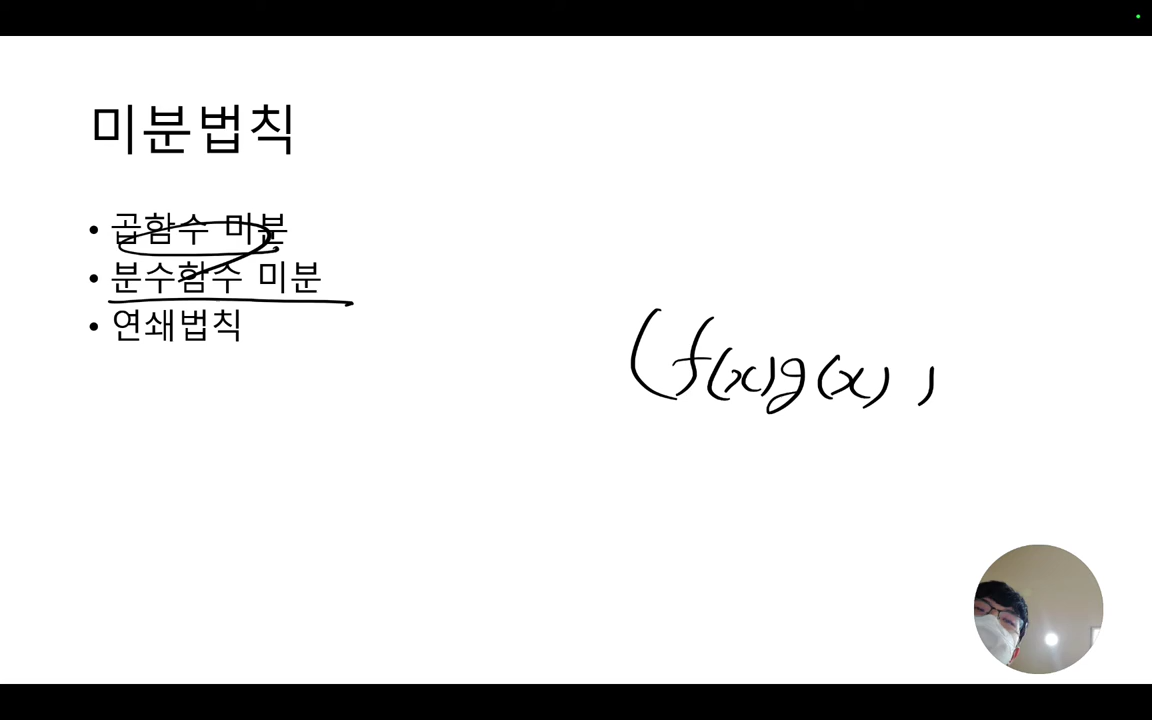 미분법칙
• 곱함수 미분
• 분수함수 미분
• 연쇄법칙
(f(x)g(x) )